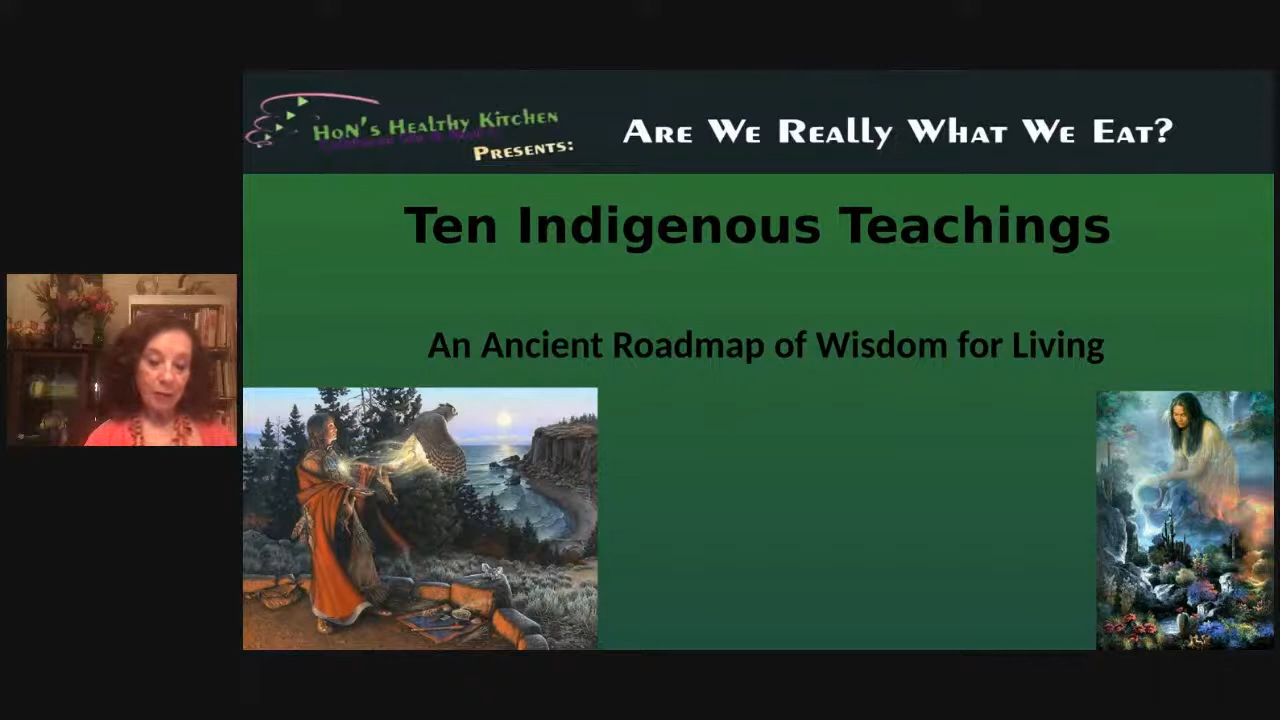 HoN's Healthy Kitchen
Presents:
Are We Really What We Eat?
Ten Indigenous Teachings
An Ancient Roadmap of Wisdom for Living